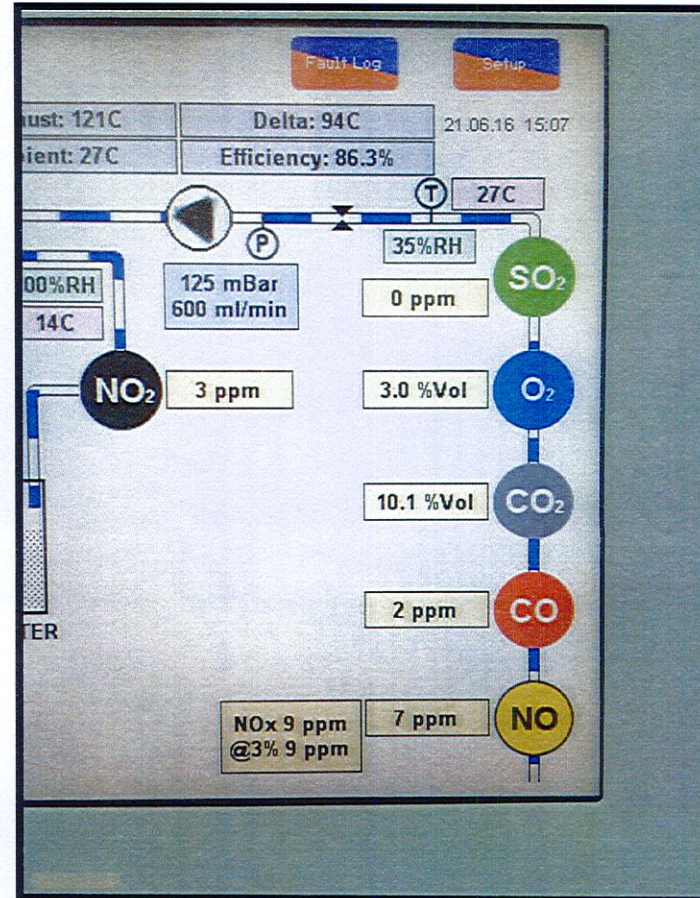 Fault Log
Setup
aust: 121C
Delta: 94C
21.06.16 15:07
ient: 27C
Efficiency: 86.3%
T
27C
P
35%RH
SO₂
00%RH
125 mBar
600 ml/min
0 ppm
14C
NO₂
3 ppm
3.0 %Vol
O₂
10.1 %Vol
CO₂
TER
2 ppm
CO
NOx 9 ppm
@3% 9 ppm
7 ppm
NO